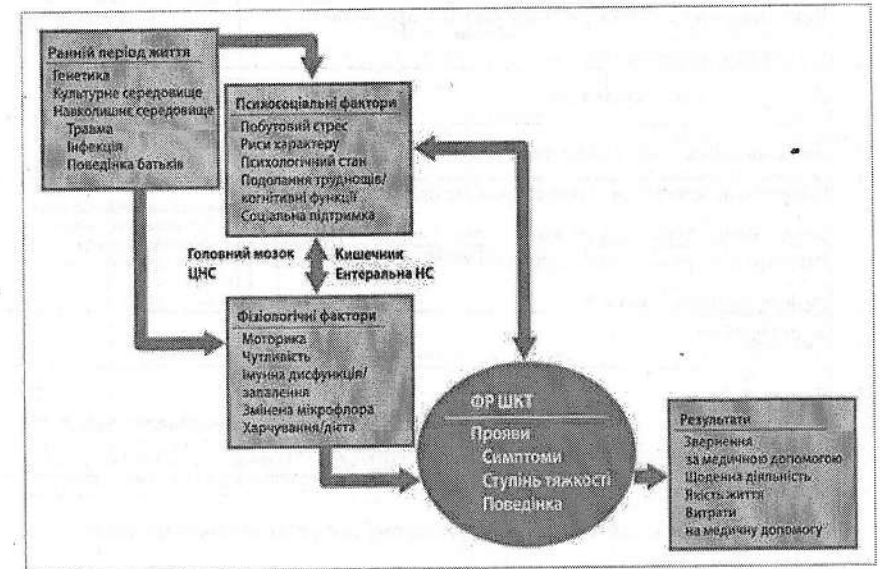 Ранній період життя
Генетика
Культурне середовище
Навколишнє середовище
Травма
Інфекція
Поведінка батьків
Психосоціальні фактори
Побутовий стрес
Риси характеру
Психологічний стан
Подолання труднощів/
когнітивні функції
Соціальна підтримка
Головний мозок
ЦНС
Кишечник
Ентеральна НС
Фізіологічні фактори
Моторика
Чутливість
Імунна дисфункція/
запалення
Змінена мікрофлора
Харчування/дієта
ФР ШКТ
Прояви
Симптоми
Ступінь тяжкості
Поведінка
Результати
Звернення
за медичною допомогою
Щоденна діяльність
Якість життя
Витрати
на медичну допомогу